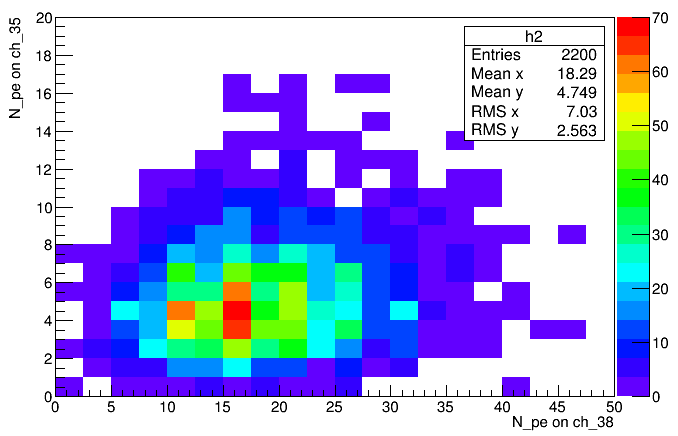 N_pe on ch_35
20
18
16
14
12
10
8
6
4
2
0
h2
Entries 2200
Mean x 18.29
Mean y 4.749
RMS x 7.03
RMS y 2.563
70
60
50
40
30
20
10
0
0 5 10 15 20 25 30 35 40 45 50
N_pe on ch_38